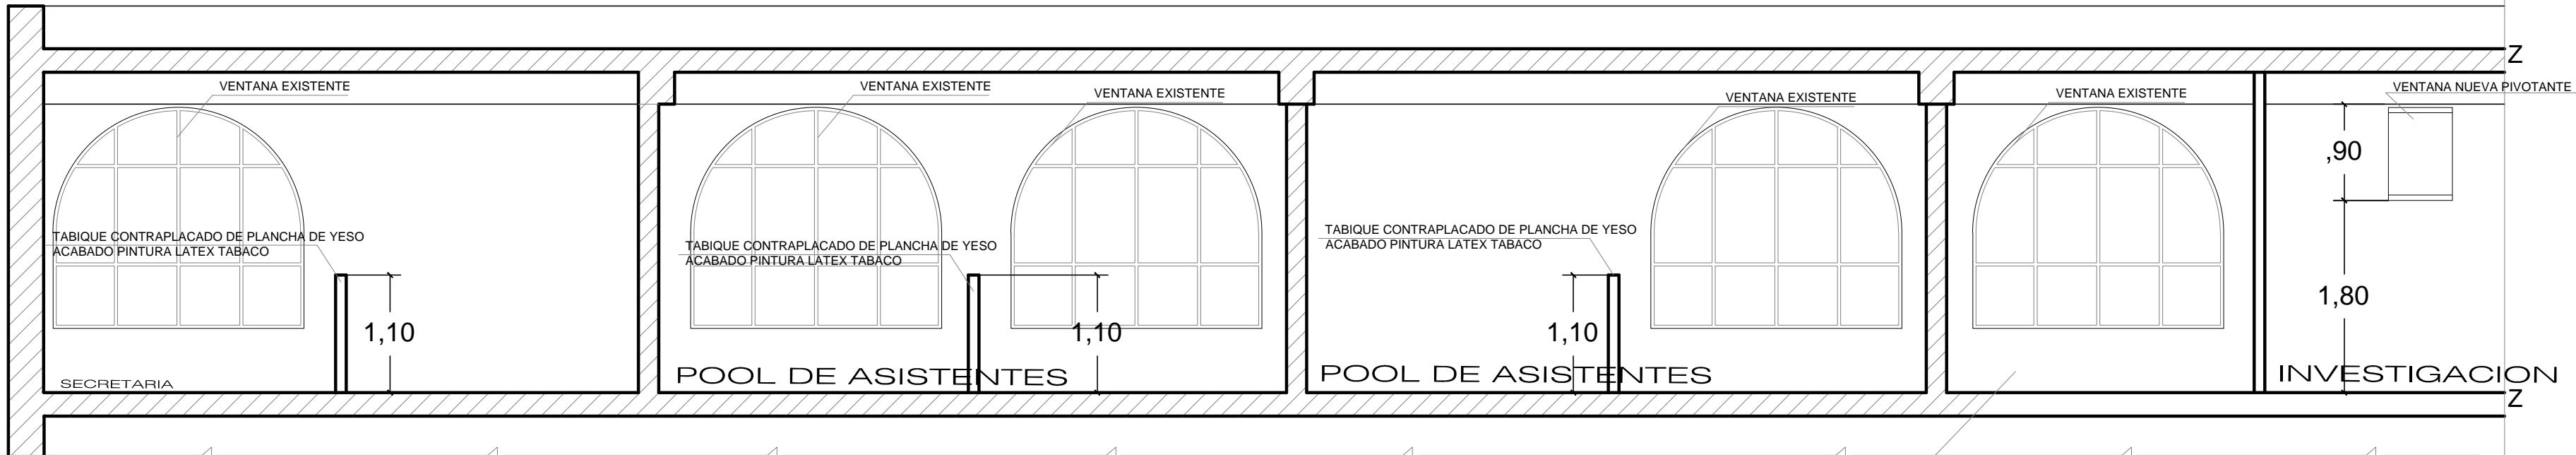 VENTANA EXISTENTE
VENTANA EXISTENTE
VENTANA EXISTENTE
VENTANA EXISTENTE
VENTANA EXISTENTE
VENTANA NUEVA PIVOTANTE
Z
,90
1,80
TABIQUE CONTRAPLACADO DE PLANCHA DE YESO
ACABADO PINTURA LATEX TABACO
TABIQUE CONTRAPLACADO DE PLANCHA DE YESO
ACABADO PINTURA LATEX TABACO
TABIQUE CONTRAPLACADO DE PLANCHA DE YESO
ACABADO PINTURA LATEX TABACO
1,10
1,10
1,10
SECRETARIA
POOL DE ASISTENTES
POOL DE ASISTENTES
INVESTIGACION
Z